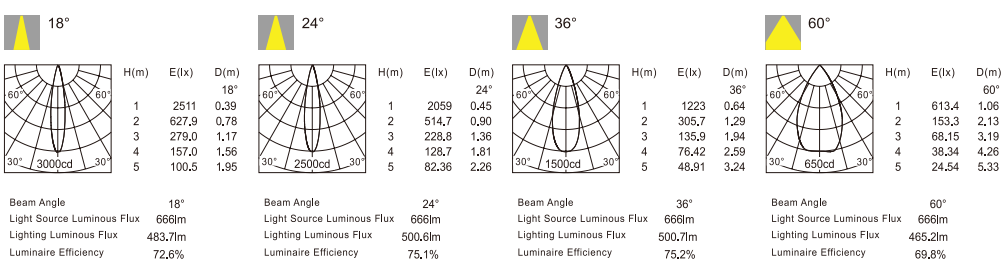 18°
H(m) E(lx) D(m)
18°
1 2511 0.39
2 627.9 0.78
3 279.0 1.17
4 157.0 1.56
5 100.5 1.95
60° 60°
30° 3000cd 30°
Beam Angle 18°
Light Source Luminous Flux 666lm
Lighting Luminous Flux 483.7lm
Luminaire Efficiency 72.6%
24°
H(m) E(lx) D(m)
24°
1 2059 0.45
2 514.7 0.90
3 228.8 1.36
4 128.7 1.81
5 82.36 2.26
60° 60°
30° 2500cd 30°
Beam Angle 24°
Light Source Luminous Flux 666lm
Lighting Luminous Flux 500.6lm
Luminaire Efficiency 75.1%
36°
H(m) E(lx) D(m)
36°
1 1223 0.64
2 305.7 1.29
3 135.9 1.94
4 76.42 2.59
5 48.91 3.24
60° 60°
30° 1500cd 30°
Beam Angle 36°
Light Source Luminous Flux 666lm
Lighting Luminous Flux 500.7lm
Luminaire Efficiency 75.2%
60°
H(m) E(lx) D(m)
60°
1 613.4 1.06
2 153.3 2.13
3 68.15 3.19
4 38.34 4.26
5 24.54 5.33
60° 60°
30° 650cd 30°
Beam Angle 60°
Light Source Luminous Flux 666lm
Lighting Luminous Flux 465.2lm
Luminaire Efficiency 69.8%